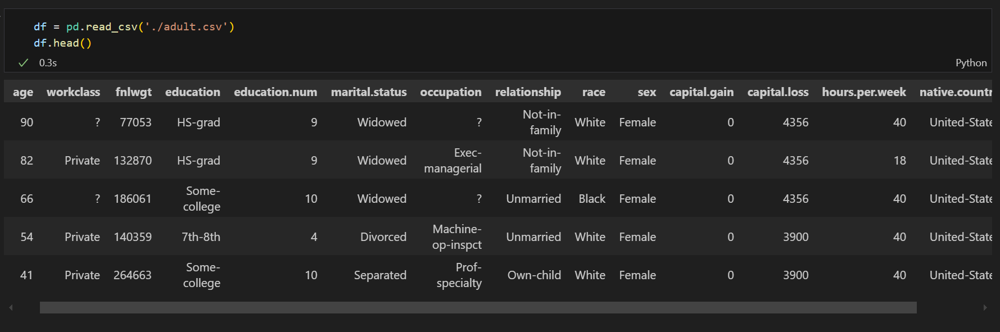 df = pd.read_csv('./adult.csv')
df.head()
0.3s
Python
age workclass fnlwgt education education.num marital.status occupation relationship race sex capital.gain capital.loss hours.per.week native.countr
90 ? 77053 HS-grad 9 Widowed ? Not-in-family White Female 0 4356 40 United-State
82 Private 132870 HS-grad 9 Widowed Exec-managerial Not-in-family White Female 0 4356 18 United-State
66 ? 186061 Some-college 10 Widowed ? Unmarried Black Female 0 4356 40 United-State
54 Private 140359 7th-8th 4 Divorced Machine-op-inspct Unmarried White Female 0 3900 40 United-State
41 Private 264663 Some-college 10 Separated Prof-specialty Own-child White Female 0 3900 40 United-State